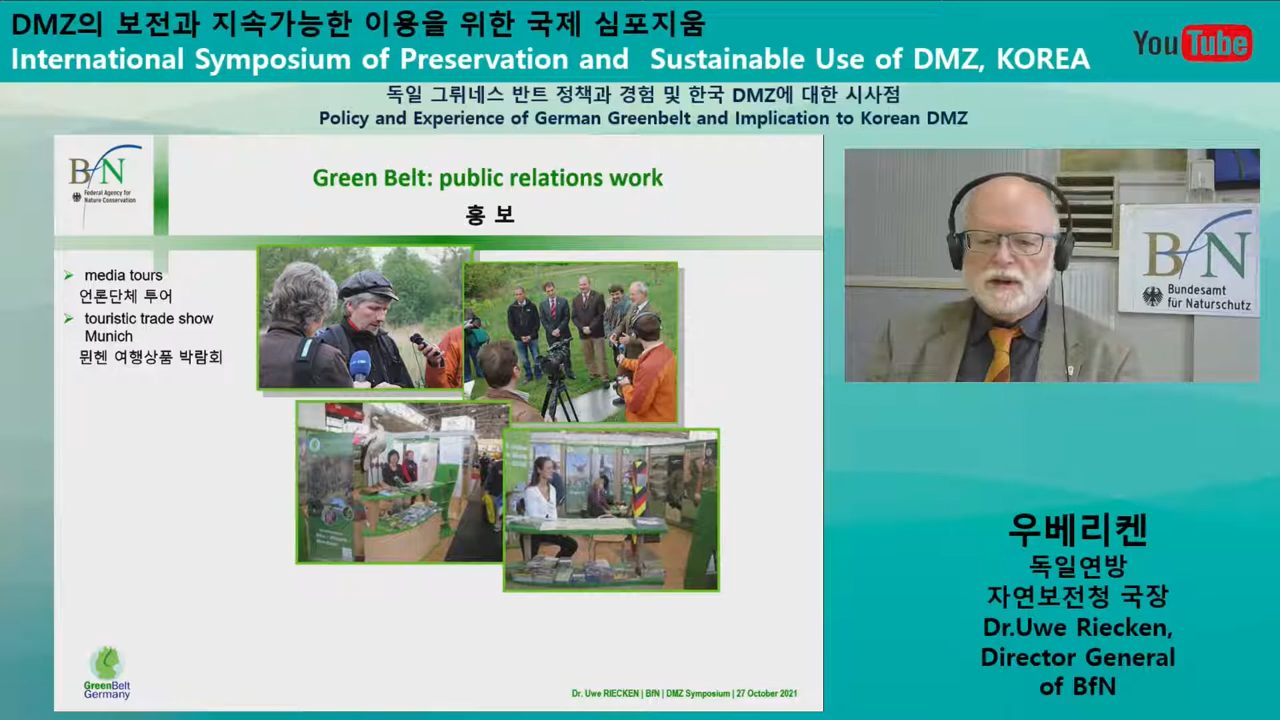 DMZ의 보전과 지속가능한 이용을 위한 국제 심포지움
International Symposium of Preservation and Sustainable Use of DMZ, KOREA
YouTube
독일 그뤼네스 반트 정책과 경험 및 한국 DMZ에 대한 시사점
Policy and Experience of German Greenbelt and Implication to Korean DMZ
BfN
Federal Agency for
Nature Conservation
Green Belt: public relations work
홍 보
media tours
언론단체 투어
touristic trade show
Munich
뮌헨 여행상품 박람회
GreenBelt
Germany
Dr. Uwe RIECKEN | BfN | DMZ Symposium | 27 October 2021
BfN
Bundesamt
für Naturschutz
우베리켄
독일연방
자연보전청 국장
Dr.Uwe Riecken,
Director General
of BfN